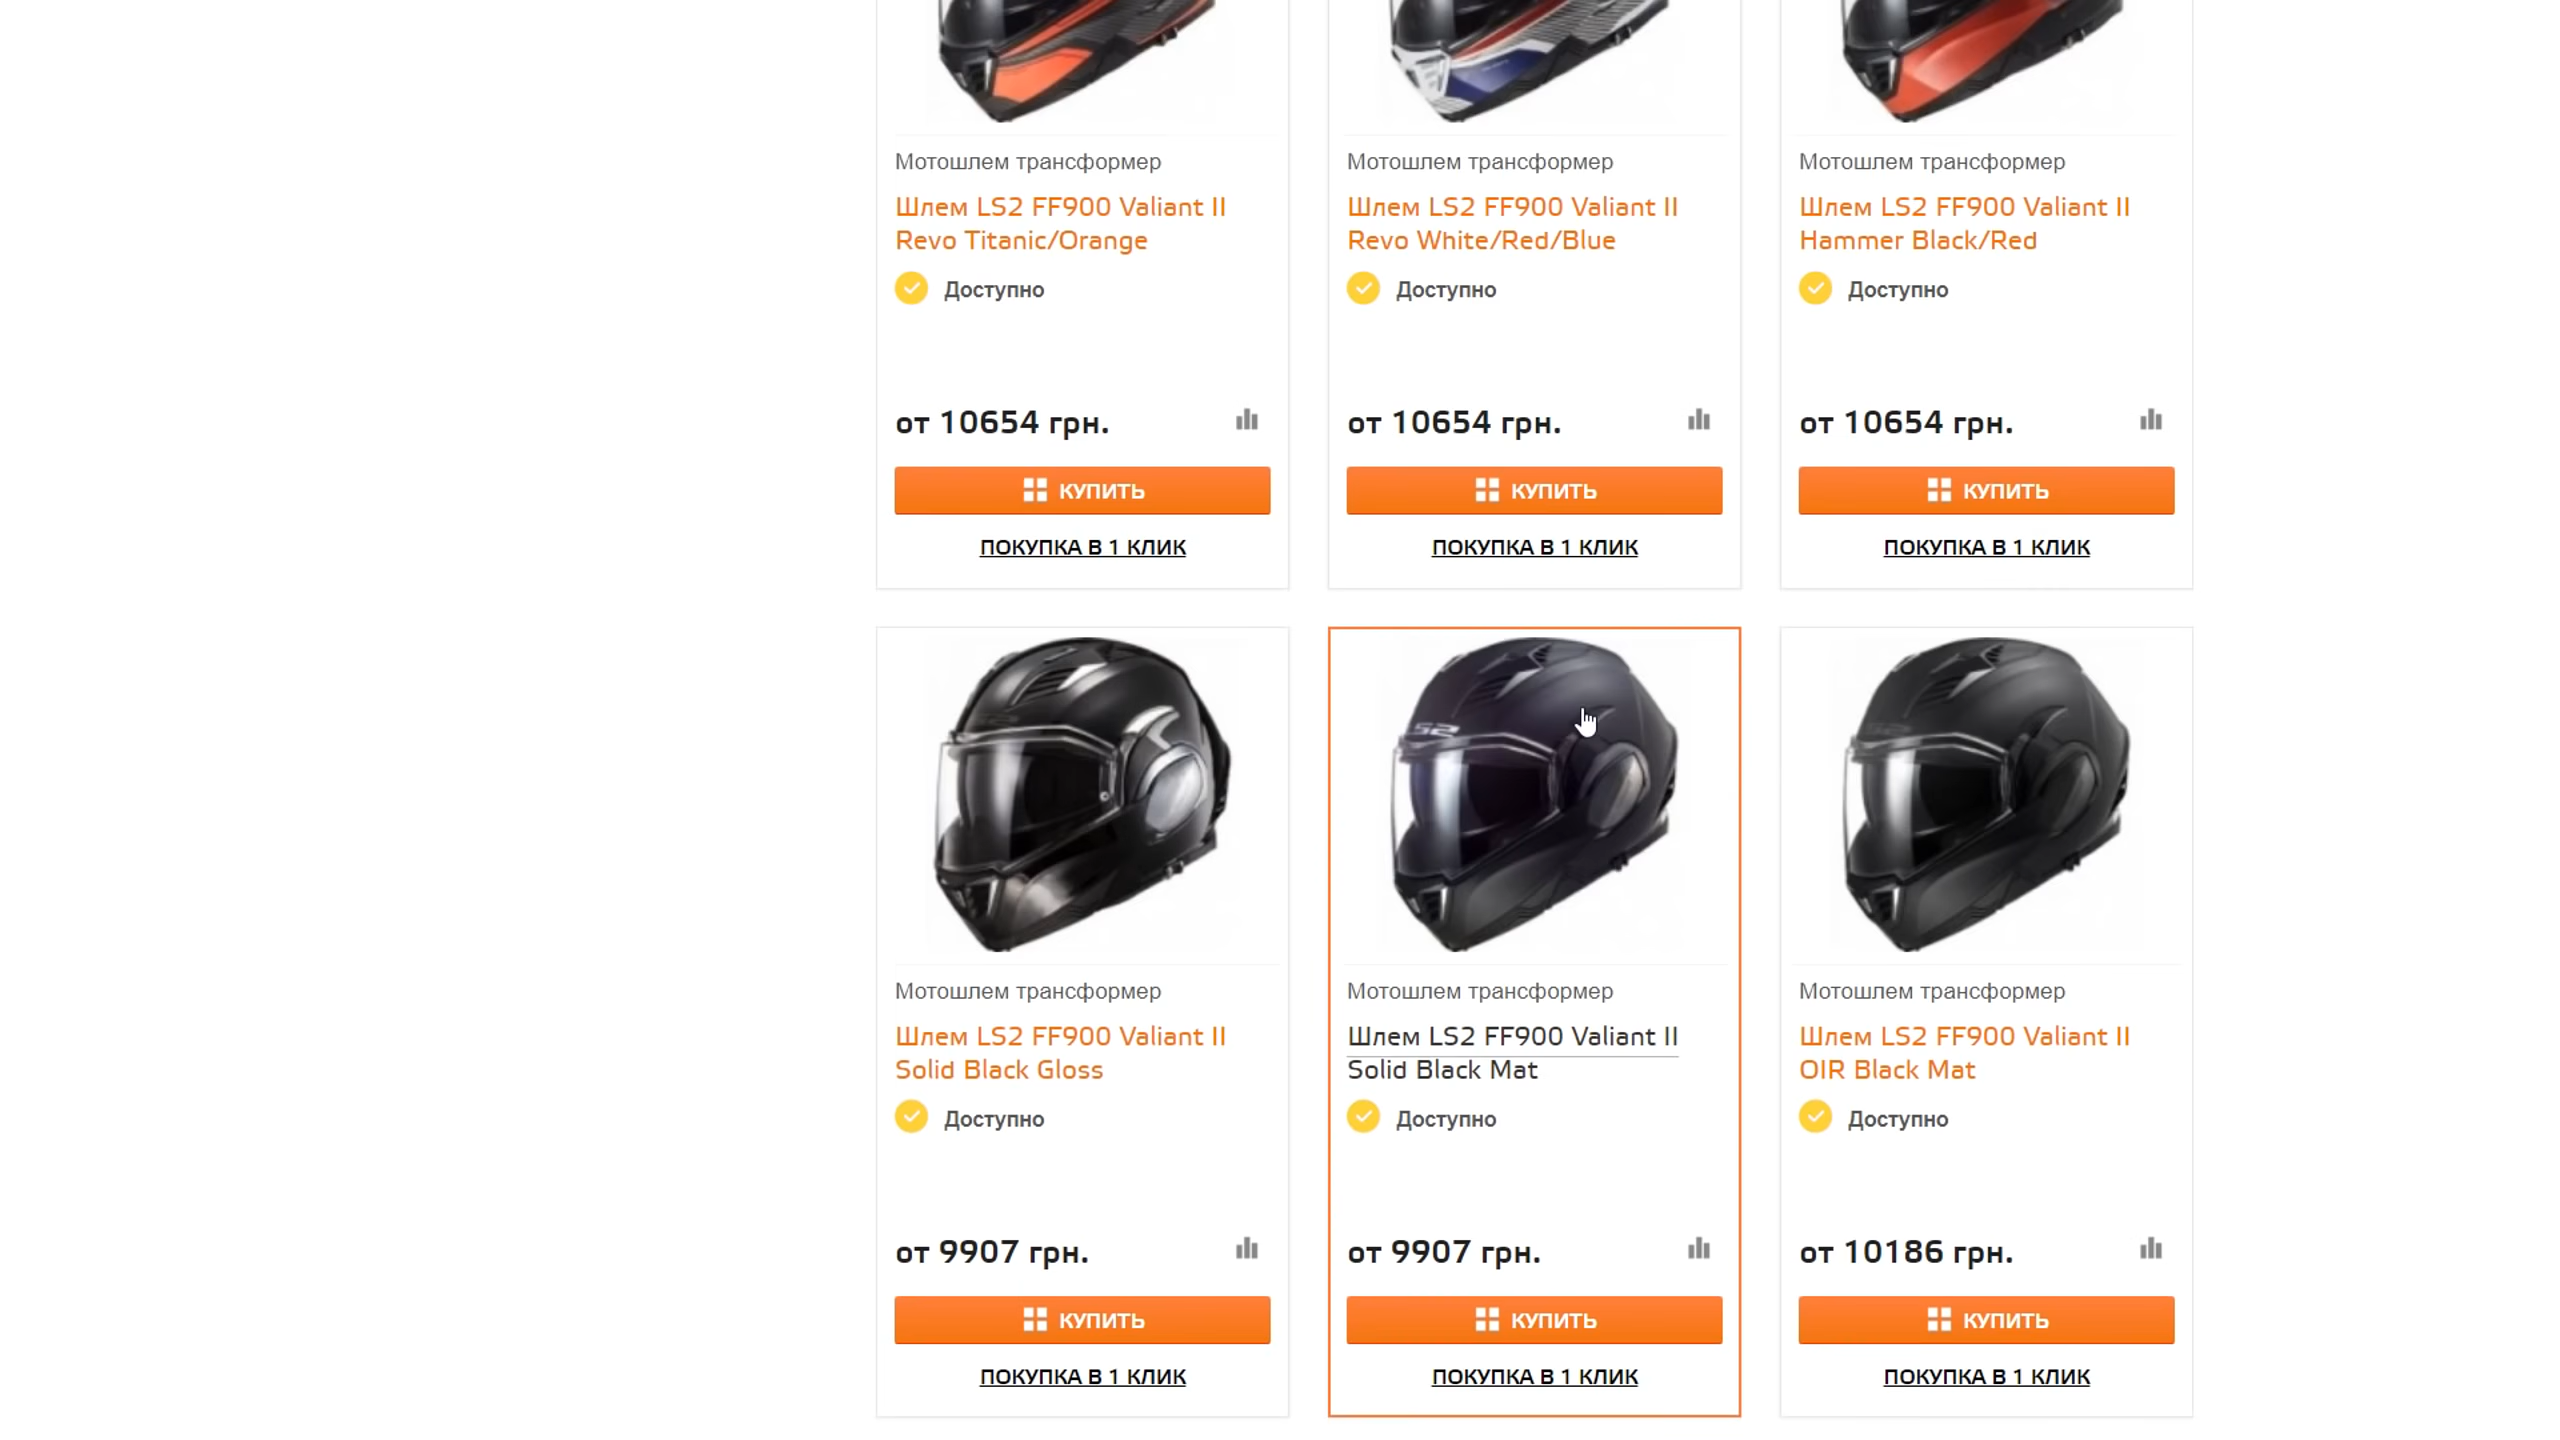 Мотошлем трансформер
Шлем LS2 FF900 Valiant II
Revo Titanic/Orange
Доступно
от 10654 грн.
КУПИТЬ
ПОКУПКА В 1 КЛИК
Мотошлем трансформер
Шлем LS2 FF900 Valiant II
Revo White/Red/Blue
Доступно
от 10654 грн.
КУПИТЬ
ПОКУПКА В 1 КЛИК
Мотошлем трансформер
Шлем LS2 FF900 Valiant II
Hammer Black/Red
Доступно
от 10654 грн.
КУПИТЬ
ПОКУПКА В 1 КЛИК
Мотошлем трансформер
Шлем LS2 FF900 Valiant II
Solid Black Gloss
Доступно
от 9907 грн.
КУПИТЬ
ПОКУПКА В 1 КЛИК
Мотошлем трансформер
Шлем LS2 FF900 Valiant II
Solid Black Mat
Доступно
от 9907 грн.
КУПИТЬ
ПОКУПКА В 1 КЛИК
Мотошлем трансформер
Шлем LS2 FF900 Valiant II
OIR Black Mat
Доступно
от 10186 грн.
КУПИТЬ
ПОКУПКА В 1 КЛИК